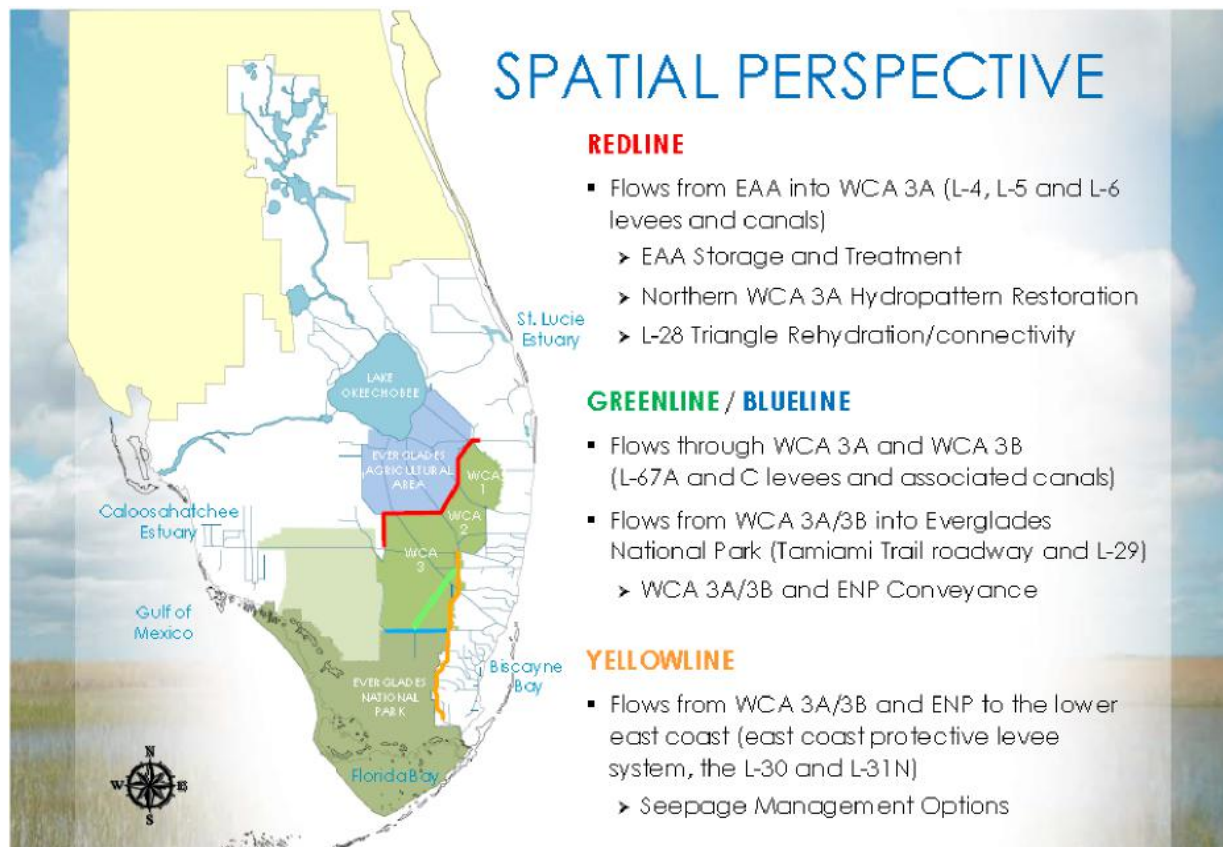 SPATIAL PERSPECTIVE
REDLINE
▪ Flows from EAA into WCA 3A (L-4, L-5 and L-6
levees and canals)
➢ EAA Storage and Treatment
➢ Northern WCA 3A Hydropattern Restoration
➢ L-28 Triangle Rehydration/connectivity
GREENLINE / BLUELINE
▪ Flows through WCA 3A and WCA 3B
(L-67A and C levees and associated canals)
▪ Flows from WCA 3A/3B into Everglades
National Park (Tamiami Trail roadway and L-29)
➢ WCA 3A/3B and ENP Conveyance
YELLOWLINE
▪ Flows from WCA 3A/3B and ENP to the lower
east coast (east coast protective levee
system, the L-30 and L-31N)
➢ Seepage Management Options
St. Lucie
Estuary
LAKE
OKEECHOBEE
EVERGLADES
AGRICULTURAL
AREA
WCA
1
WCA
2
WCA
3
Caloosahatchee
Estuary
Gulf of
Mexico
Biscayne
Bay
EVERGLADES
NATIONAL
PARK
Florida Bay
N
W
E
S